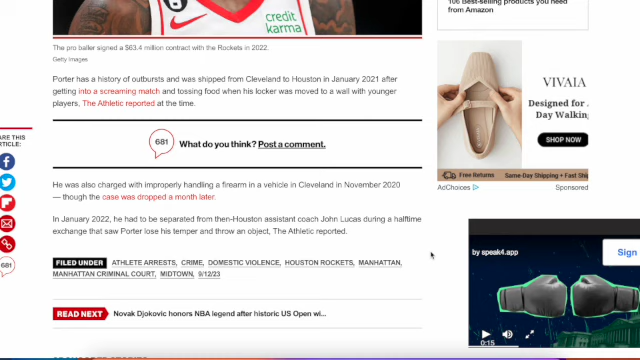 credit
karma
The pro baller signed a $63.4 million contract with the Rockets in 2022.
Getty Images
Porter has a history of outbursts and was shipped from Cleveland to Houston in January 2021 after
getting into a screaming match and tossing food when his locker was moved to a wall with younger
players, The Athletic reported at the time.
681 What do you think? Post a comment.
He was also charged with improperly handling a firearm in a vehicle in Cleveland in November 2020
— though the case was dropped a month later.
In January 2022, he had to be separated from then-Houston assistant coach John Lucas during a halftime
exchange that saw Porter lose his temper and throw an object, The Athletic reported.
FILED UNDER ATHLETE ARRESTS, CRIME, DOMESTIC VIOLENCE, HOUSTON ROCKETS, MANHATTAN,
MANHATTAN CRIMINAL COURT, MIDTOWN, 9/12/23
READ NEXT Novak Djokovic honors NBA legend after historic US Open wi...
ARE THIS
RTICLE:
681
106 Best-selling products you need
from Amazon
VIVAIA
Designed for
Day Walking
SHOP NOW
Free Returns Same-Day Shipping + Free Shi
AdChoices Sponsored
by speak4.app
Sign
0:15